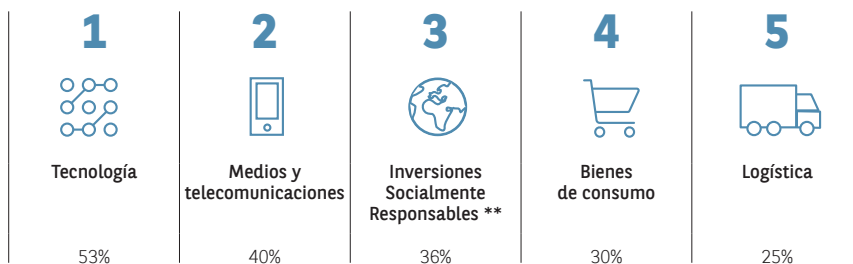 1
2
3
4
5
Tecnología
Medios y
telecomunicaciones
Inversiones
Socialmente
Responsables **
Bienes
de consumo
Logística
53%
40%
36%
30%
25%